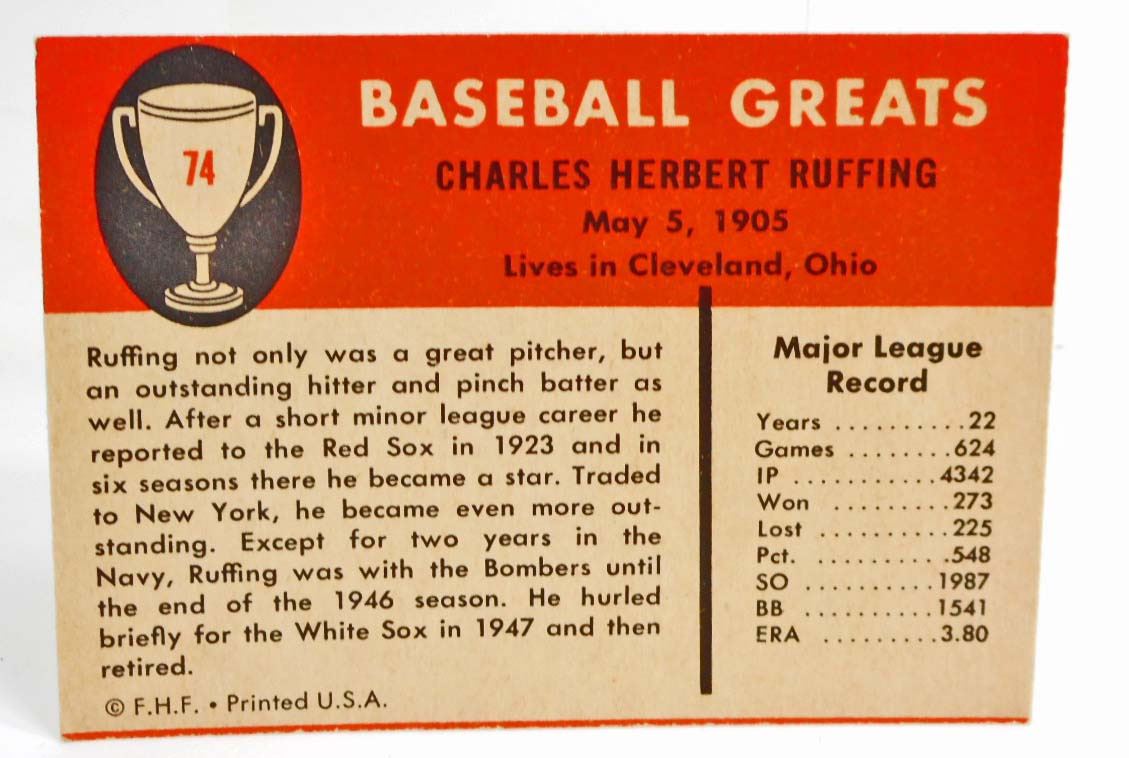 74
BASEBALL GREATS
CHARLES HERBERT RUFFING
May 5, 1905
Lives in Cleveland, Ohio
Ruffing not only was a great pitcher, but
an outstanding hitter and pinch batter as
well. After a short minor league career he
reported to the Red Sox in 1923 and in
six seasons there he became a star. Traded
to New York, he became even more out-
standing. Except for two years in the
Navy, Ruffing was with the Bombers until
the end of the 1946 season. He hurled
briefly for the White Sox in 1947 and then
retired.
© F.H.F. • Printed U.S.A.
Major League
Record
Years ..........22
Games ........624
IP ...........4342
Won .........273
Lost ..........225
Pct. ..........548
SO ..........1987
BB ..........1541
ERA .........3.80